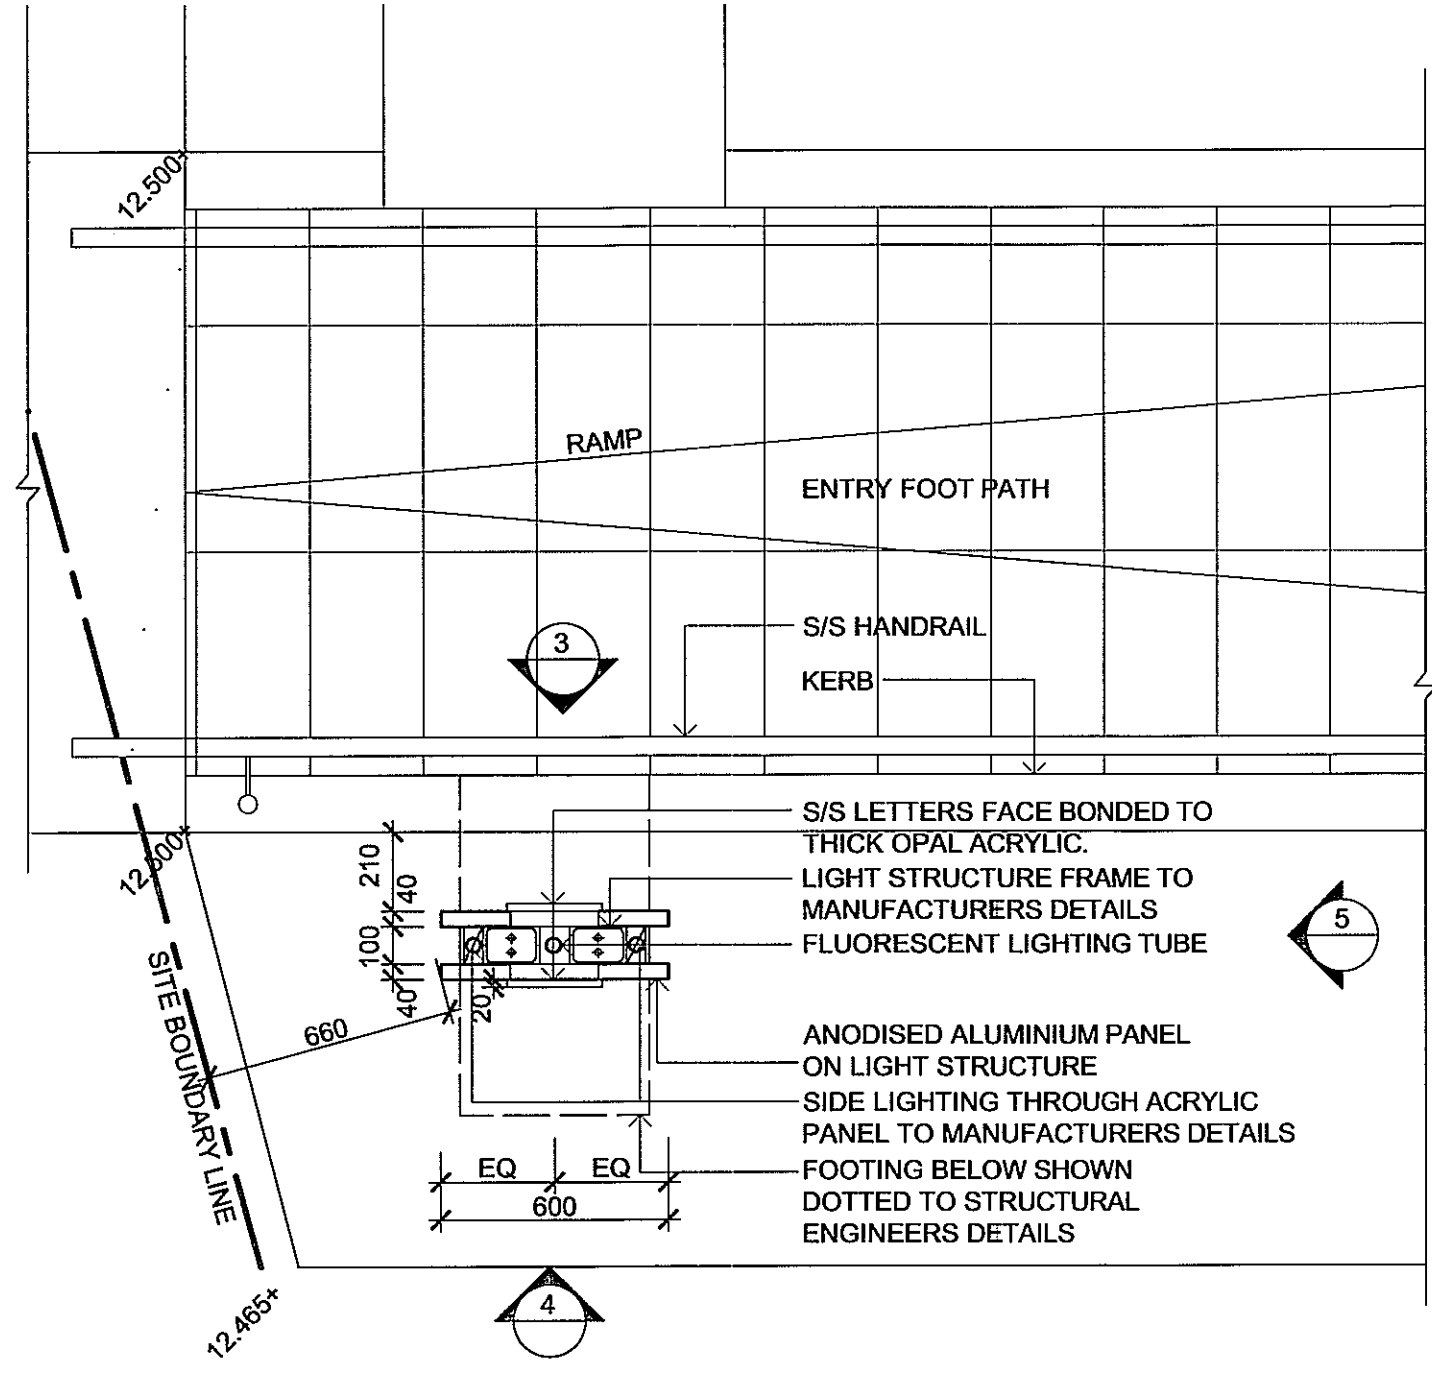 12.500+
RAMP
ENTRY FOOT PATH
3
S/S HANDRAIL
KERB
S/S LETTERS FACE BONDED TO
THICK OPAL ACRYLIC.
12.500+
210
40
LIGHT STRUCTURE FRAME TO
MANUFACTURERS DETAILS
5
100
FLUORESCENT LIGHTING TUBE
40
20
660
SITE BOUNDARY LINE
ANODISED ALUMINIUM PANEL
ON LIGHT STRUCTURE
SIDE LIGHTING THROUGH ACRYLIC
PANEL TO MANUFACTURERS DETAILS
EQ EQ
600
FOOTING BELOW SHOWN
DOTTED TO STRUCTURAL
ENGINEERS DETAILS
12.465+
4